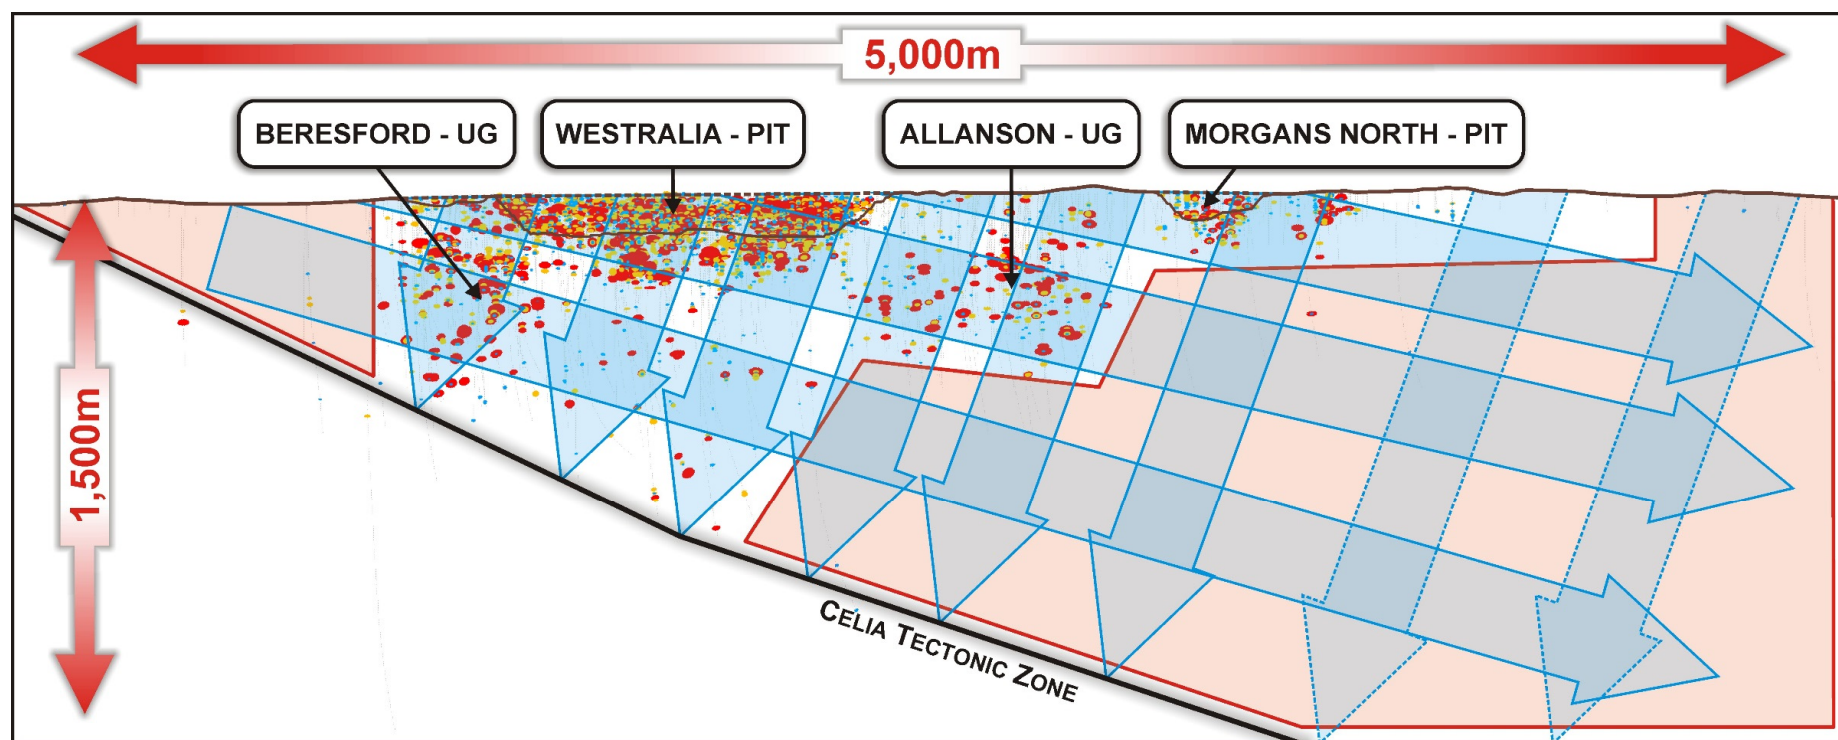 5,000m
BERESFORD - UG
WESTRALIA - PIT
ALLANSON - UG
MORGANS NORTH - PIT
1,500m
CELIA TECTONIC ZONE